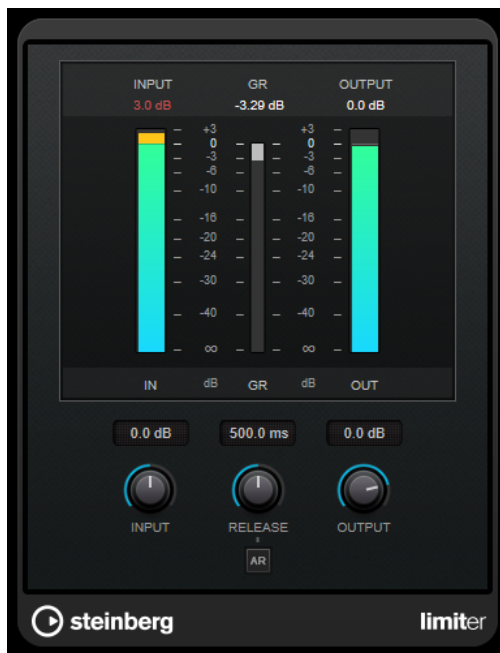 INPUT GR OUTPUT
3.0 dB -3.29 dB 0.0 dB
+3 +3
0 0
-3 -3
-6 -6
-10 -10
-16 -16
-20 -20
-24 -24
-30 -30
-40 -40
∞ ∞
IN dB GR dB OUT
0.0 dB 500.0 ms 0.0 dB
INPUT RELEASE OUTPUT
AR
steinberg limiter